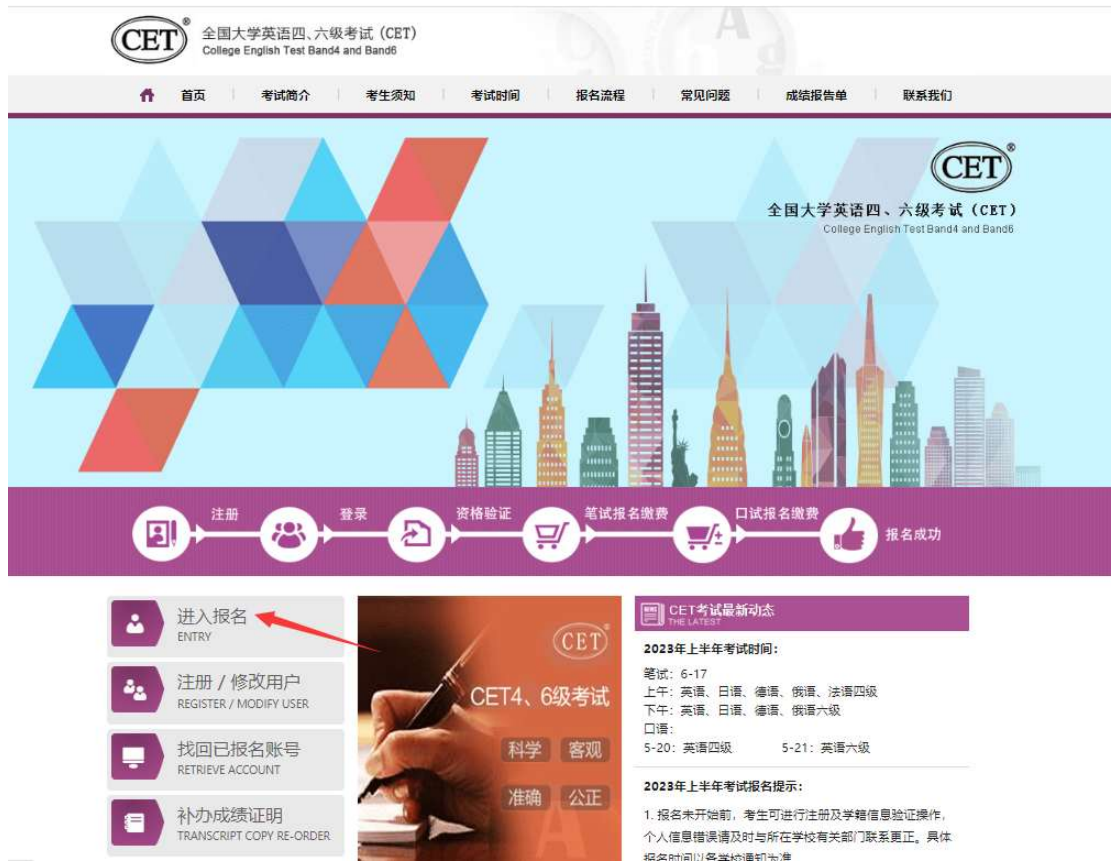 CET®
全国大学英语四、六级考试（CET）
College English Test Band4 and Band6
首页 考试简介 考生须知 考试时间 报名流程 常见问题 成绩报告单 联系我们
CET®
全国大学英语四、六级考试（CET）
College English Test Band4 and Band6
注册 登录 资格验证 笔试报名缴费 口试报名缴费 报名成功
进入报名
ENTRY
注册 / 修改用户
REGISTER / MODIFY USER
找回已报名账号
RETRIEVE ACCOUNT
补办成绩证明
TRANSCRIPT COPY RE-ORDER
CET®
CET4、6级考试
科学 客观
准确 公正
NEWS
CET考试最新动态
THE LATEST
2023年上半年考试时间：
笔试：6-17
上午：英语、日语、德语、俄语、法语四级
下午：英语、日语、德语、俄语六级
口语：
5-20：英语四级 5-21：英语六级
2023年上半年考试报名提示：
1. 报名未开始前，考生可进行注册及学籍信息验证操作，
个人信息错误请及时与所在学校有关部门联系更正。具体
报名时间以各学校通知为准